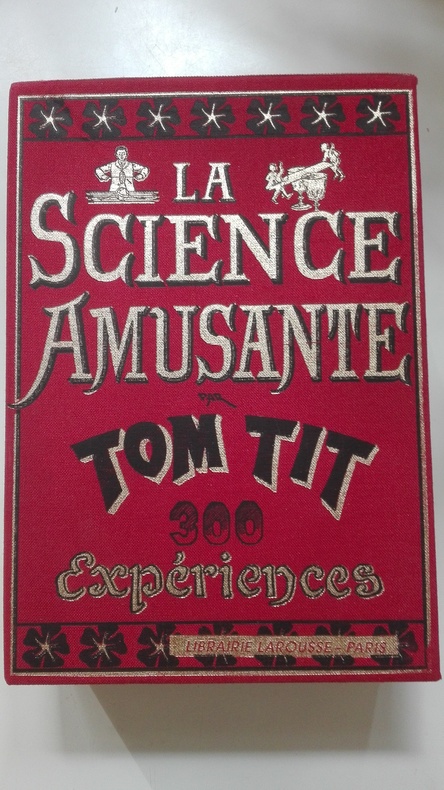 LA
SCIENCE
AMUSANTE
PAR
TOM TIT
300
Expériences
LIBRAIRIE LAROUSSE - PARIS